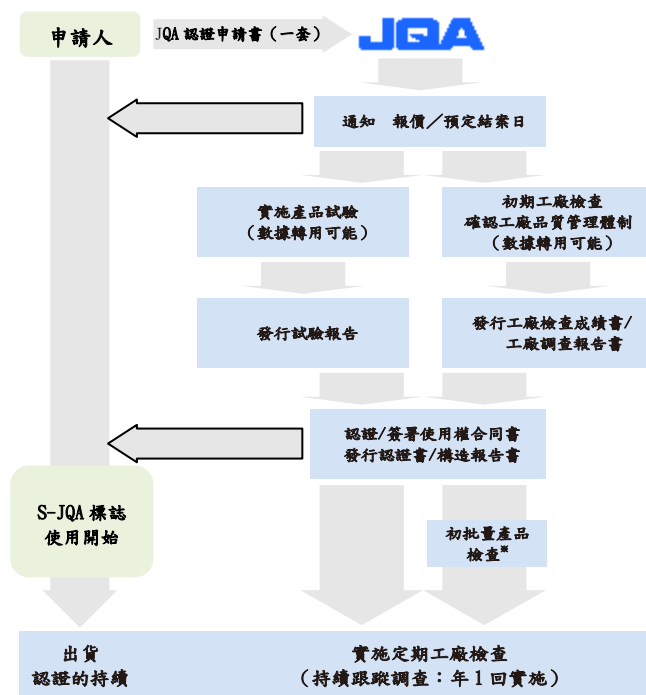 申請人
JQA 認證申請書（一套）
JQA
通知　報價／預定結案日
實施產品試驗
（數據轉用可能）
初期工廠檢查
確認工廠品質管理體制
（數據轉用可能）
發行試驗報告
發行工廠檢查成績書/
工廠調查報告書
認證/簽署使用權合同書
發行認證書/構造報告書
S-JQA 標誌
使用開始
初批量產品
檢查※
出貨
認證的持續
實施定期工廠檢查
（持續跟蹤調查：年1回實施）